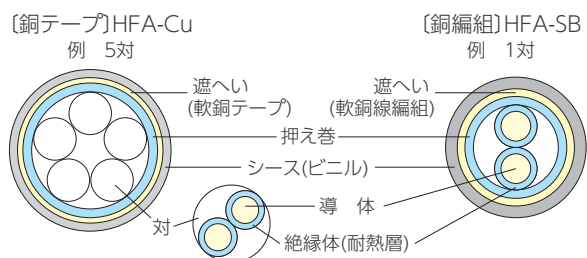 〔銅テープ〕HFA-Cu
例 5対
〔銅編組〕HFA-SB
例 1対
遮へい
(軟銅テープ)
遮へい
(軟銅線編組)
押え巻
シース(ビニル)
対
導 体
絶縁体(耐熱層)